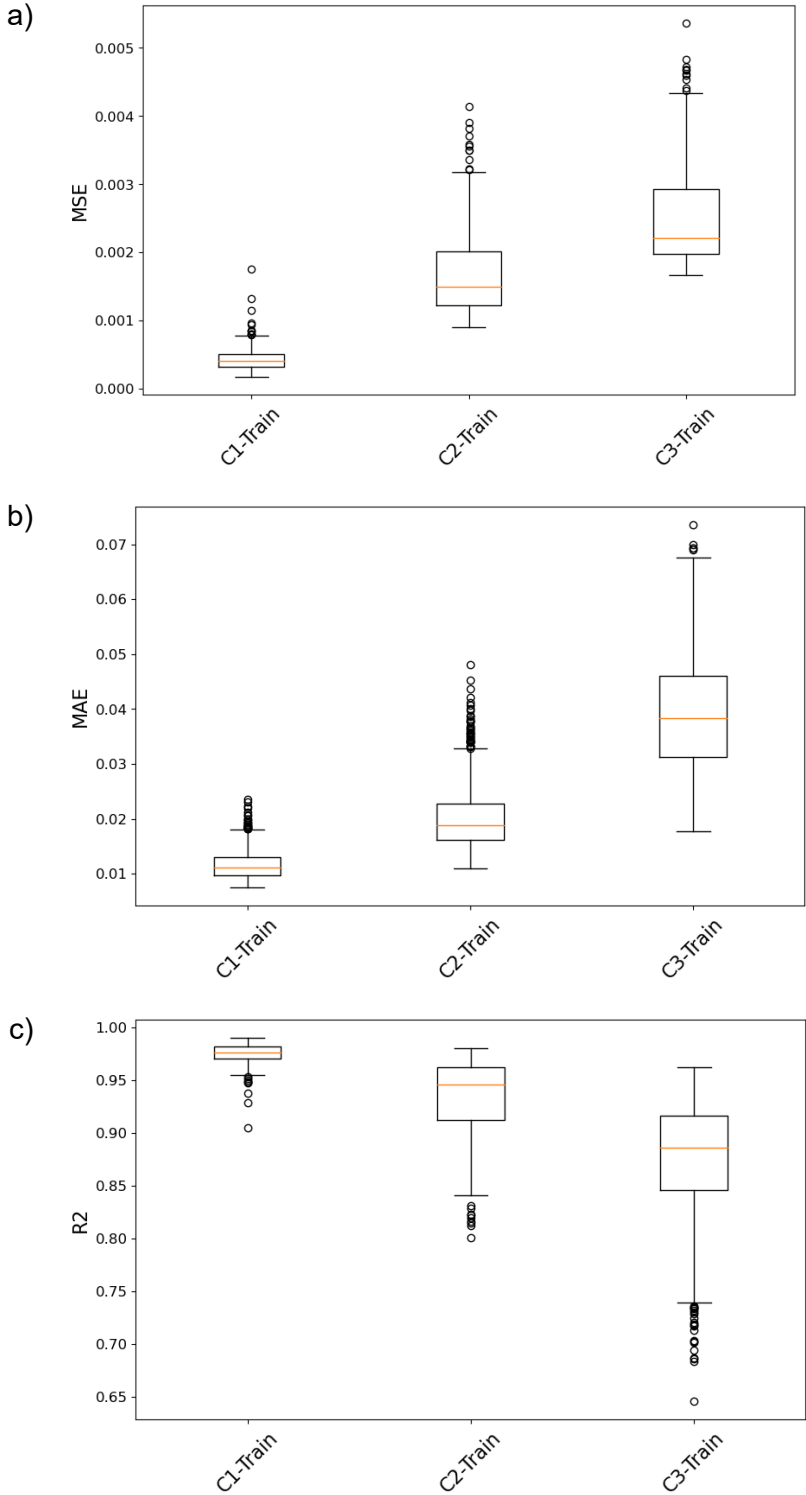 a)
0.005
0.004
0.003
0.002
0.001
0.000
MSE
C1-Train
C2-Train
C3-Train
b)
0.07
0.06
0.05
0.04
0.03
0.02
0.01
MAE
C1-Train
C2-Train
C3-Train
c)
1.00
0.95
0.90
0.85
0.80
0.75
0.70
0.65
R2
C1-Train
C2-Train
C3-Train